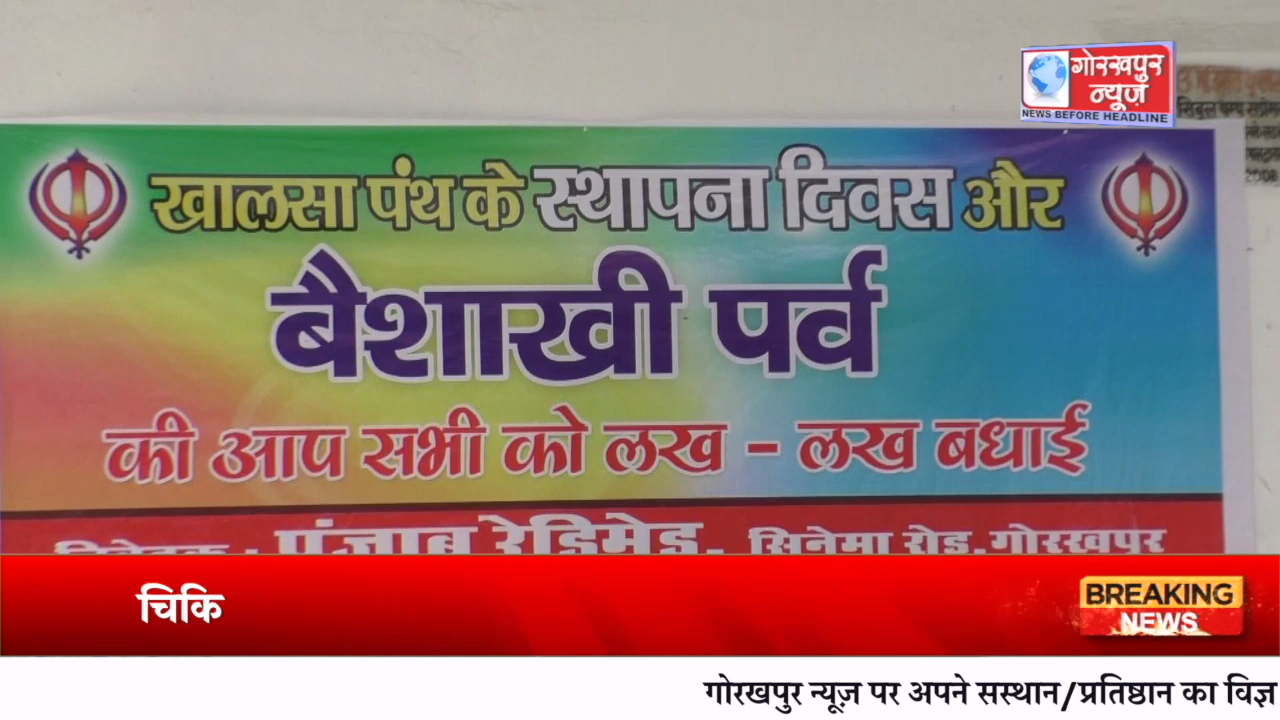 गोरखपुर
न्यूज़
NEWS BEFORE HEADLINE
खालसा पंथ के स्थापना दिवस और
बैशाखी पर्व
की आप सभी को लख - लख बधाई
पंजाब रेडिमेड, सिनेमा रोड, गोरखपुर
चिकि
BREAKING
NEWS
गोरखपुर न्यूज़ पर अपने सस्थान/प्रतिष्ठान का विज्ञ